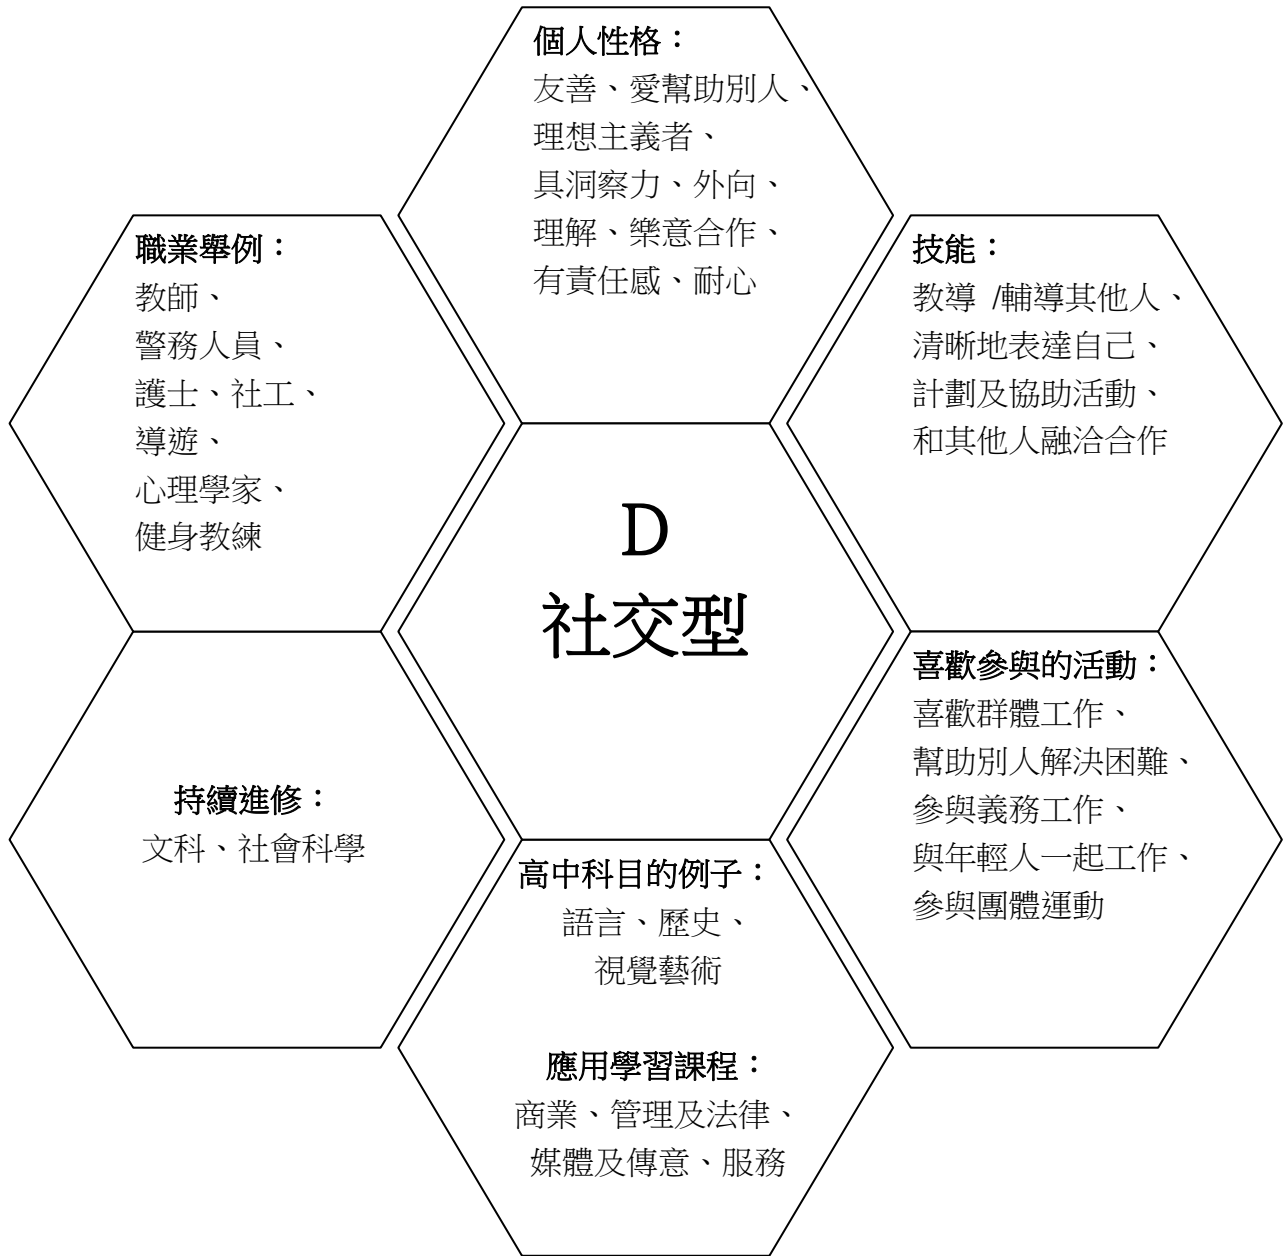 個人性格：
友善、愛幫助別人、
理想主義者、
具洞察力、外向、
理解、樂意合作、
有責任感、耐心
職業舉例：
教師、
警務人員、
護士、社工、
導遊、
心理學家、
健身教練
技能：
教導 /輔導其他人、
清晰地表達自己、
計劃及協助活動、
和其他人融洽合作
D
社交型
持續進修：
文科、社會科學
喜歡參與的活動：
喜歡群體工作、
幫助別人解決困難、
參與義務工作、
與年輕人一起工作、
參與團體運動
高中科目的例子：
語言、歷史、
視覺藝術
應用學習課程：
商業、管理及法律、
媒體及傳意、服務